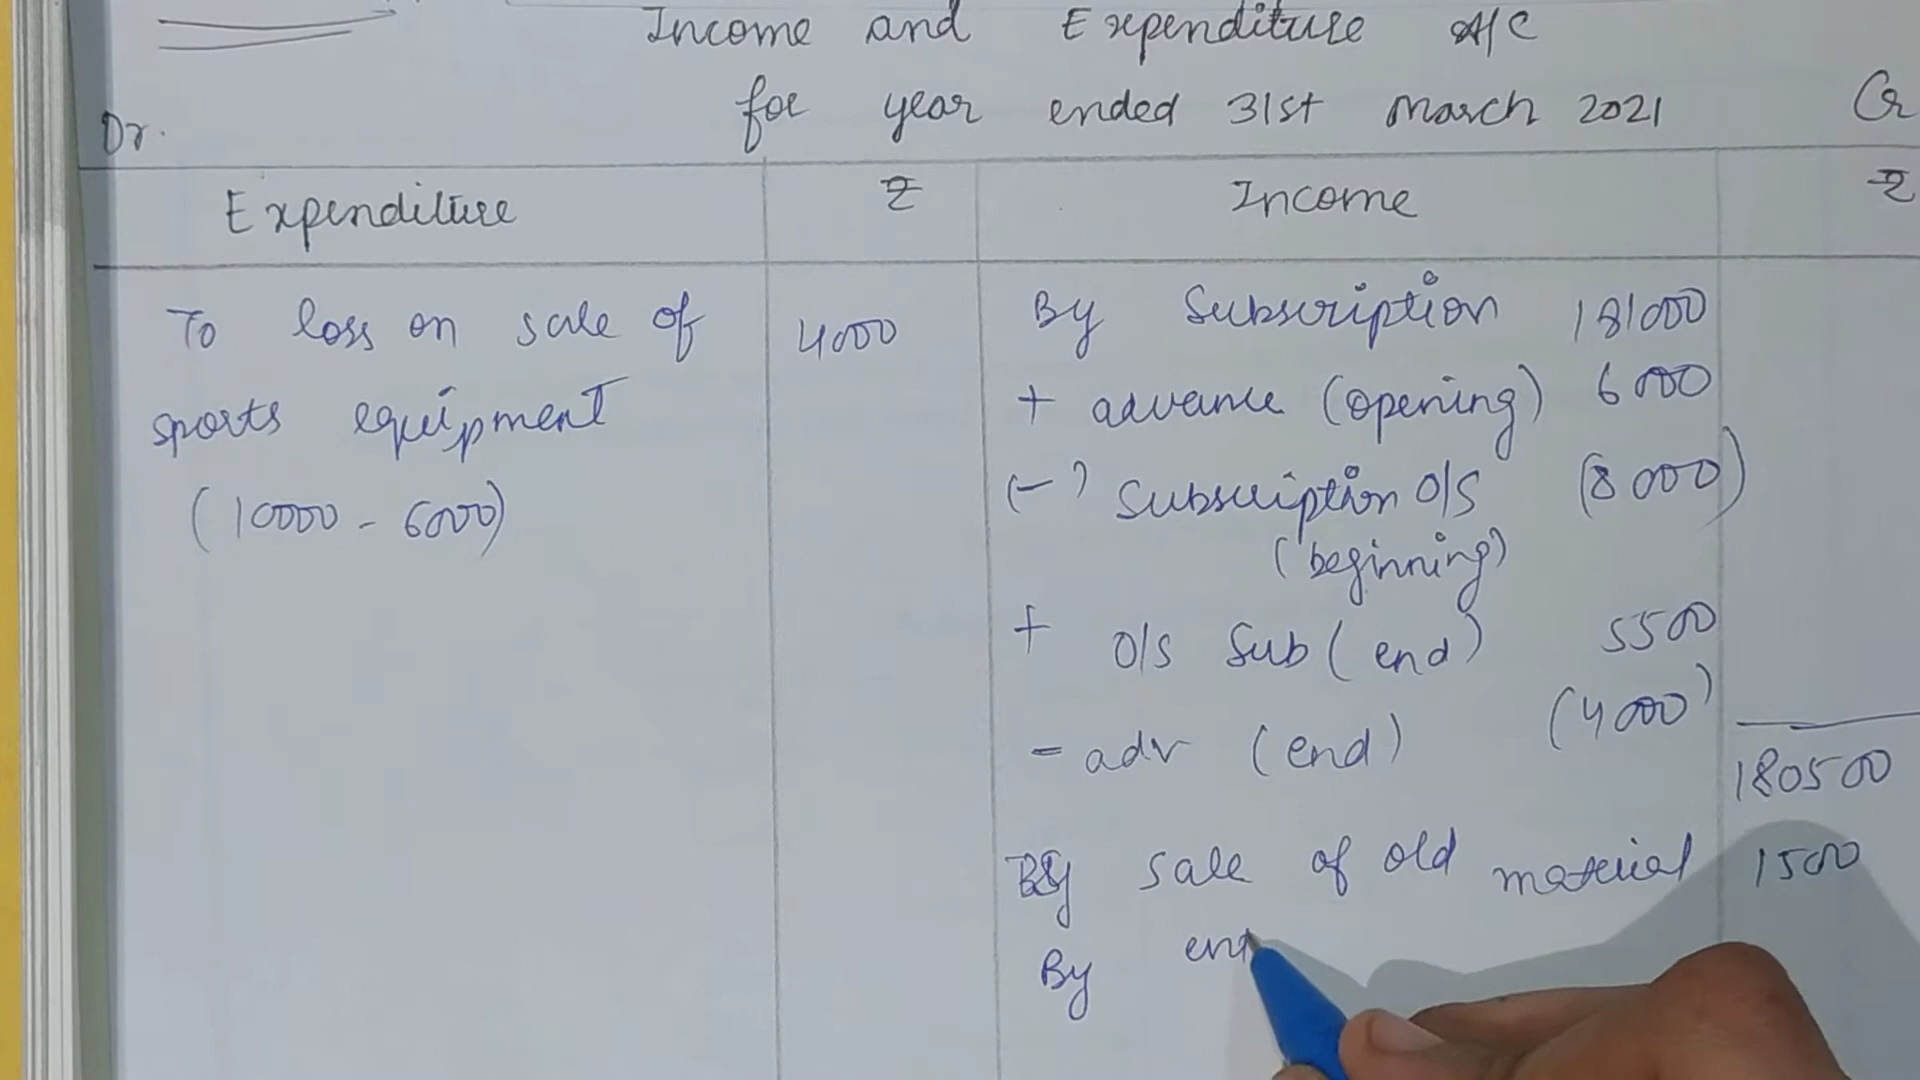 Income and Expenditure A/C
for year ended 31st March 2021
Dr. Cr
Expenditure ₹ Income ₹
To loss on sale of 4000
sports equipment
(10000 - 6000)
By Subscription 181000
+ advance (opening) 6000
(-) Subscription O/S (8000)
(beginning)
+ O/S Sub (end) 5500
- adv (end) (4000)
180500
By sale of old material 1500
By ent